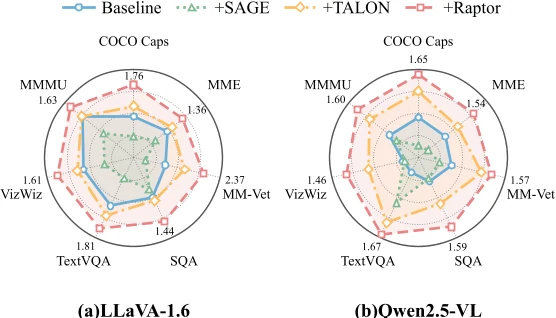 Baseline +SAGE +TALON +Raptor
COCO Caps COCO Caps
1.76 1.65
MMMU MME MMMU MME
1.63 1.36 1.60 1.54
2.37 1.57
MM-Vet MM-Vet
VizWiz VizWiz
1.61 1.46
1.81 1.44 1.67 1.59
TextVQA SQA TextVQA SQA
(a)LLaVA-1.6 (b)Qwen2.5-VL